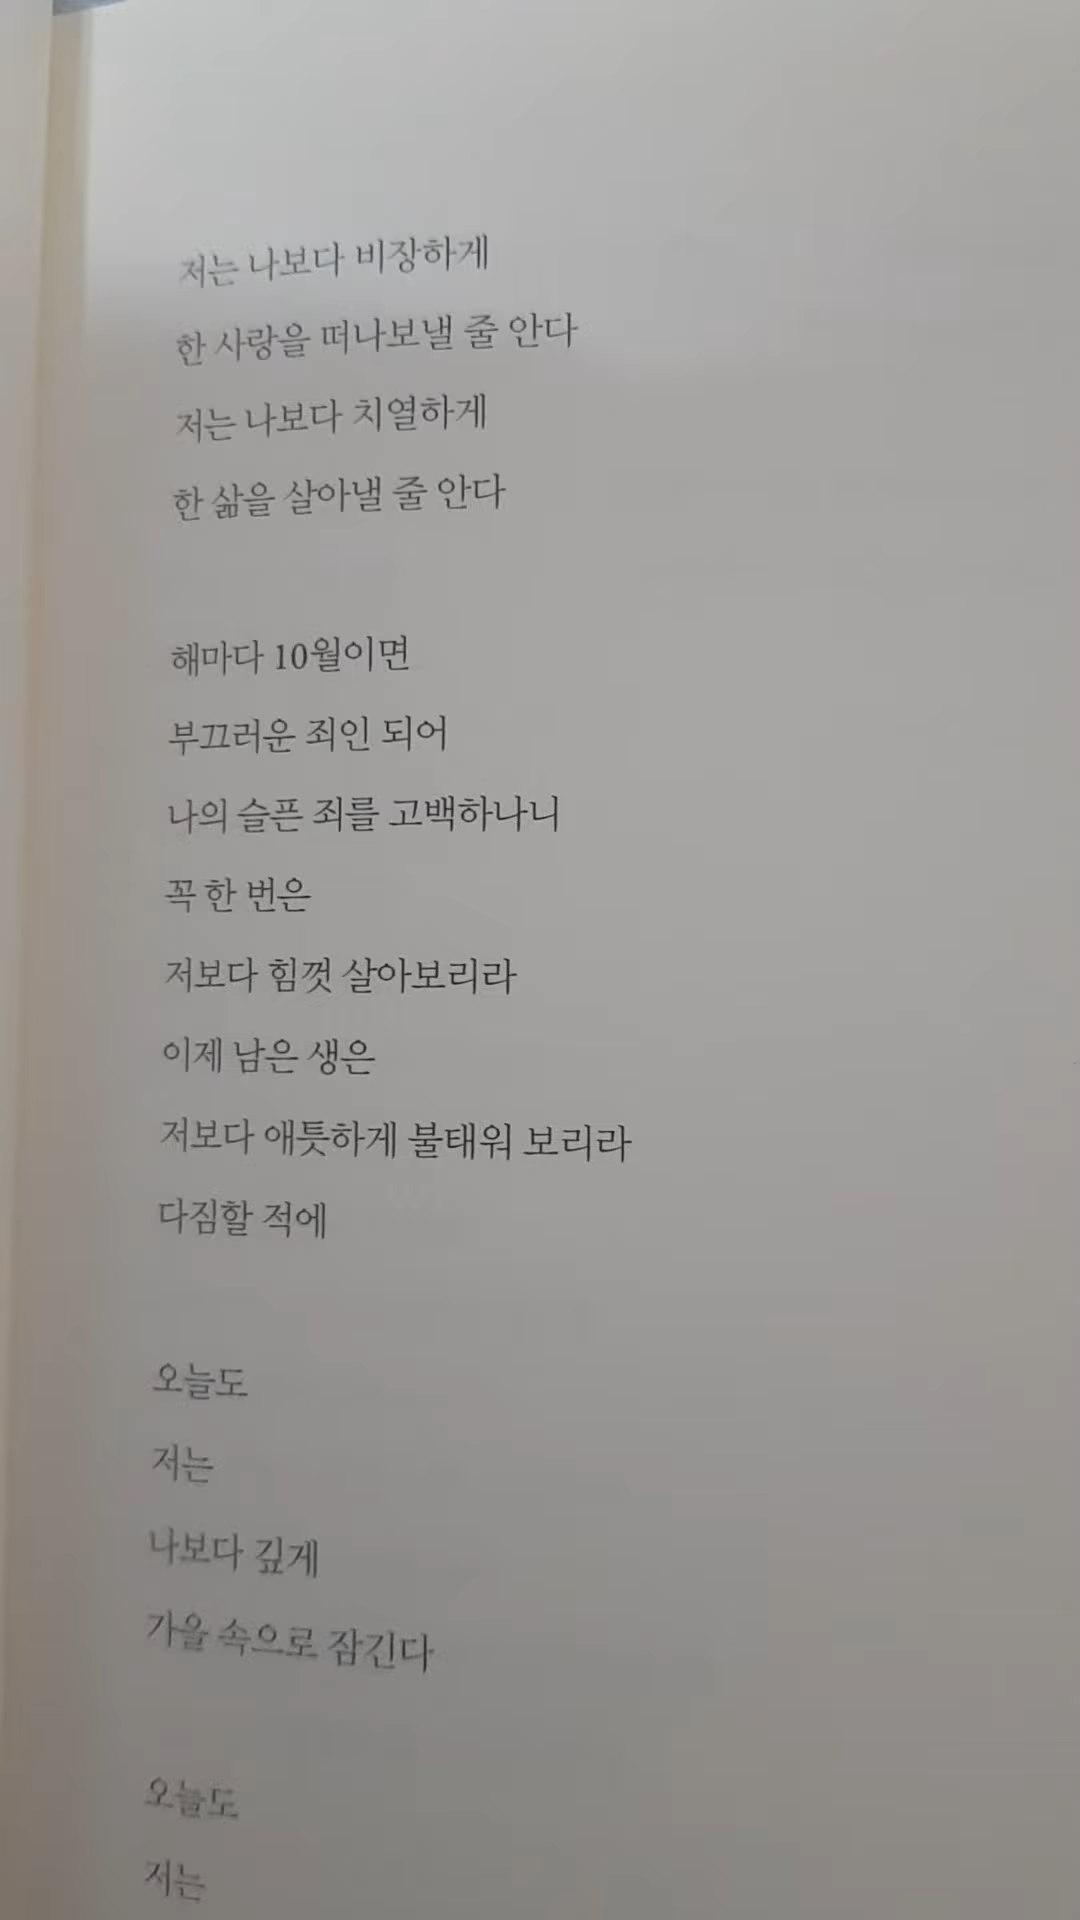 저는 나보다 비장하게
한 사랑을 떠나보낼 줄 안다
저는 나보다 치열하게
한 삶을 살아낼 줄 안다
해마다 10월이면
부끄러운 죄인 되어
나의 슬픈 죄를 고백하나니
꼭 한 번은
저보다 힘껏 살아보리라
이제 남은 생은
저보다 애틋하게 불태워 보리라
다짐할 적에
오늘도
저는
나보다 깊게
가을 속으로 잠긴다
오늘도
저는